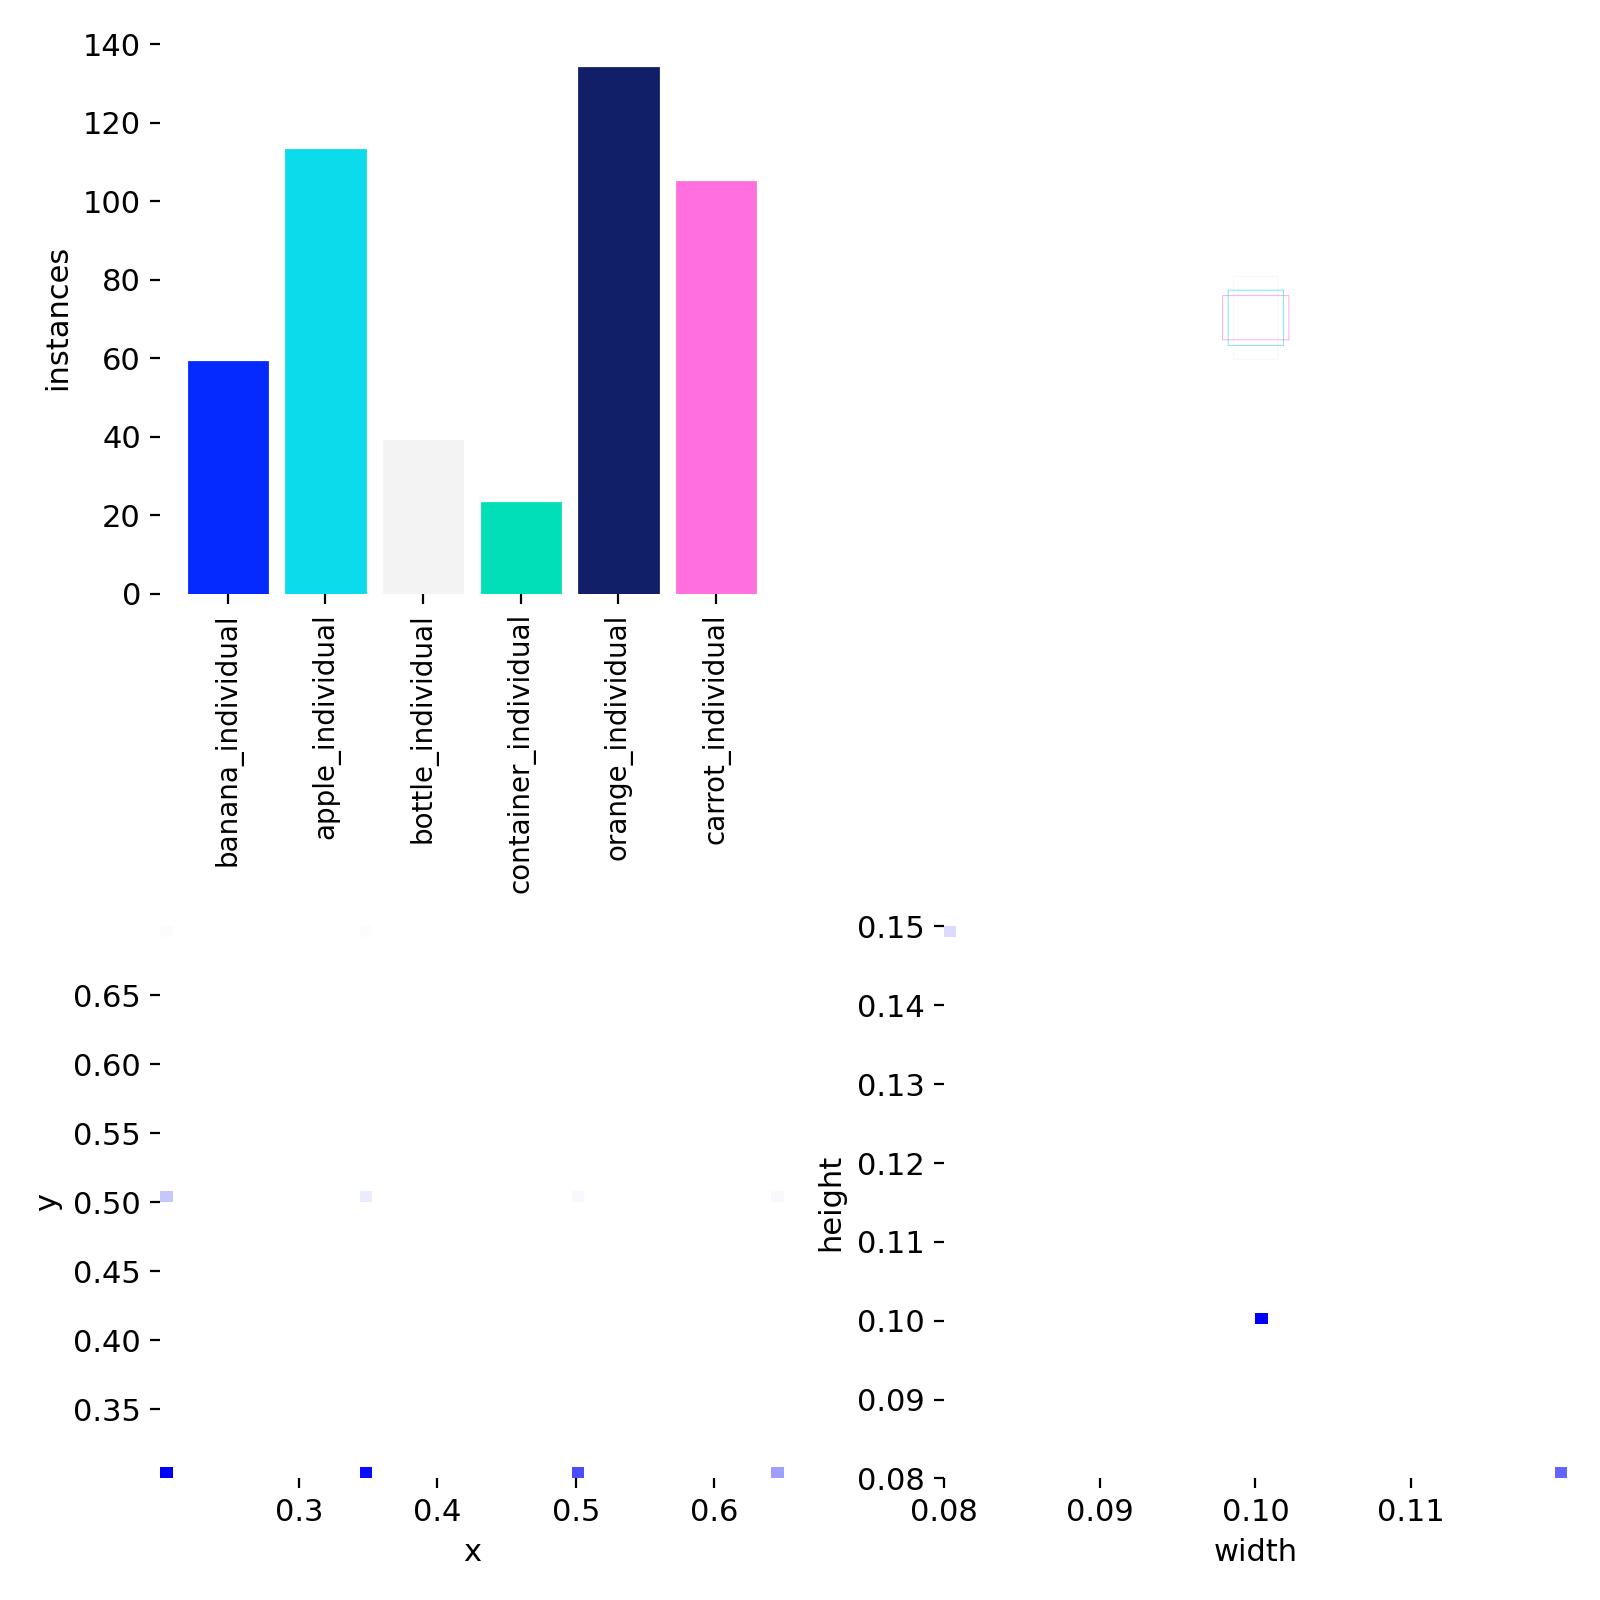 140
120
100
80
60
40
20
0
instances
banana_individual
apple_individual
bottle_individual
container_individual
orange_individual
carrot_individual
0.65
0.60
0.55
0.50
0.45
0.40
0.35
y
0.3 0.4 0.5 0.6
x
0.15
0.14
0.13
0.12
0.11
0.10
0.09
0.08
height
0.08 0.09 0.10 0.11
width